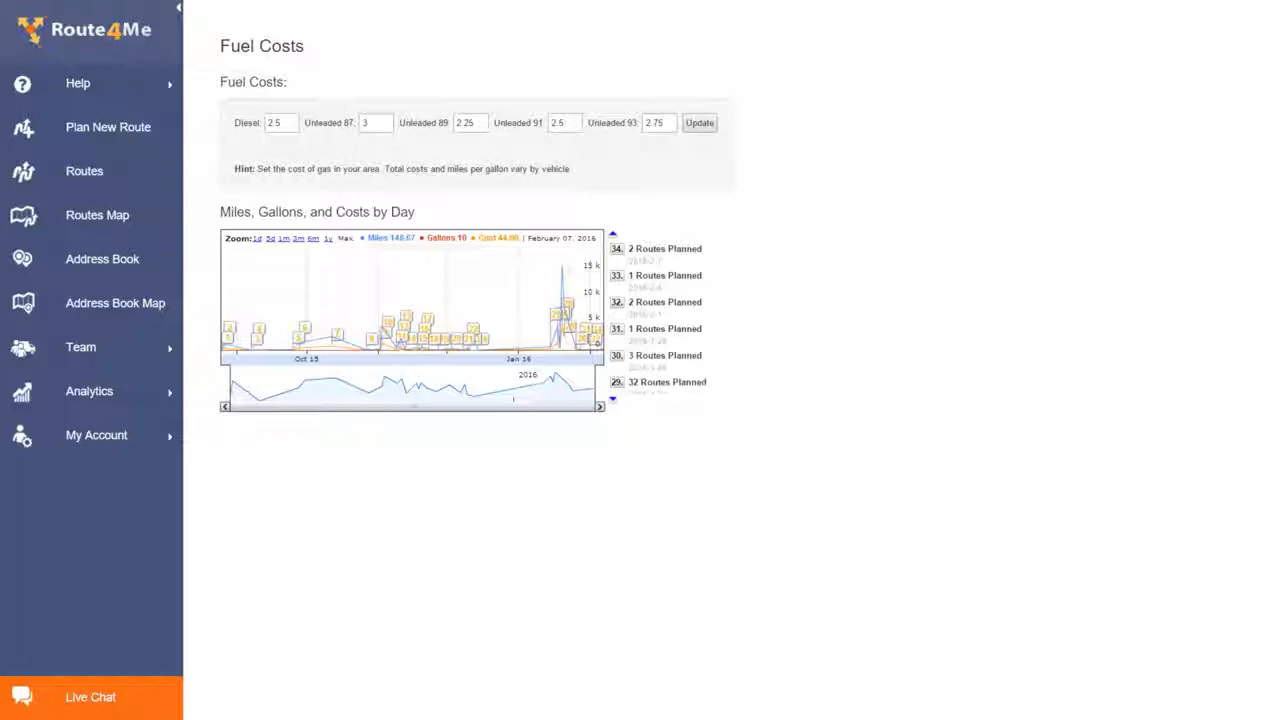 Route4Me
Help
Plan New Route
Routes
Routes Map
Address Book
Address Book Map
Team
Analytics
My Account
Live Chat
Fuel Costs
Fuel Costs:
Diesel: 2.5 Unleaded 87: 3 Unleaded 89 2.25 Unleaded 91 2.5 Unleaded 93: 2.75 Update
Hint: Set the cost of gas in your area. Total costs and miles per gallon vary by vehicle
Miles, Gallons, and Costs by Day
Zoom: 1d 5d 1m 3m 6m 1y Max Miles 148.67 Gallons 10 | February 07, 2016
15 k
10 k
5 k
0
Oct 15 Jan 16
2016
34. 2 Routes Planned
2016-2-7
33. 1 Routes Planned
32. 2 Routes Planned
31. 1 Routes Planned
30. 3 Routes Planned
29. 32 Routes Planned